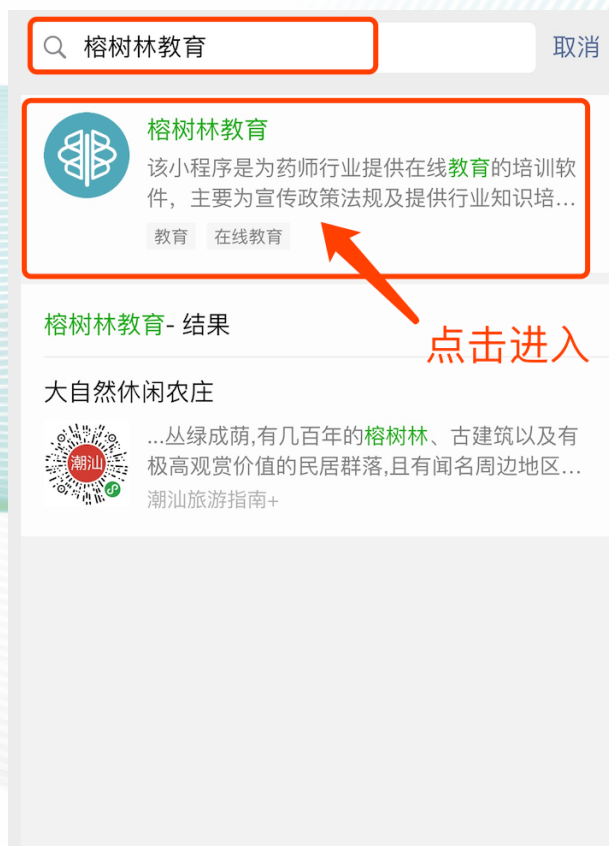 榕树林教育
取消
榕树林教育
该小程序是为药师行业提供在线教育的培训软
件，主要为宣传政策法规及提供行业知识培...
教育 在线教育
点击进入
榕树林教育- 结果
大自然休闲农庄
...丛绿成荫,有几百年的榕树林、古建筑以及有
极高观赏价值的民居群落,且有闻名周边地区...
潮汕
潮汕旅游指南+